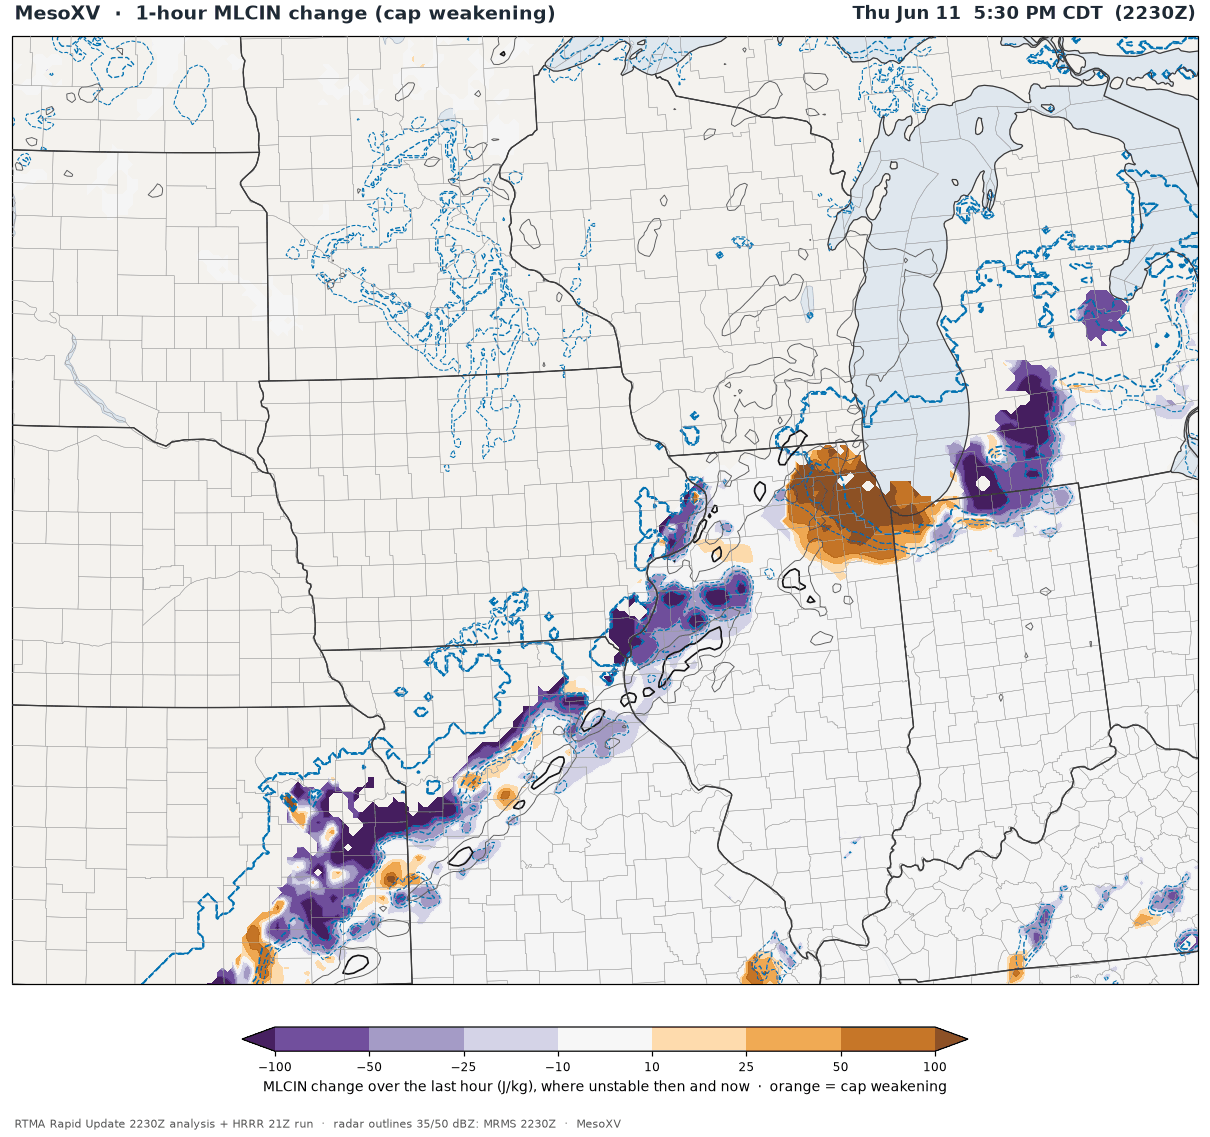 MesoXV · 1-hour MLCIN change (cap weakening)
Thu Jun 11 5:30 PM CDT (2230Z)
−100 −50 −25 −10 10 25 50 100
MLCIN change over the last hour (J/kg), where unstable then and now · orange = cap weakening
RTMA Rapid Update 2230Z analysis + HRRR 21Z run · radar outlines 35/50 dBZ: MRMS 2230Z · MesoXV